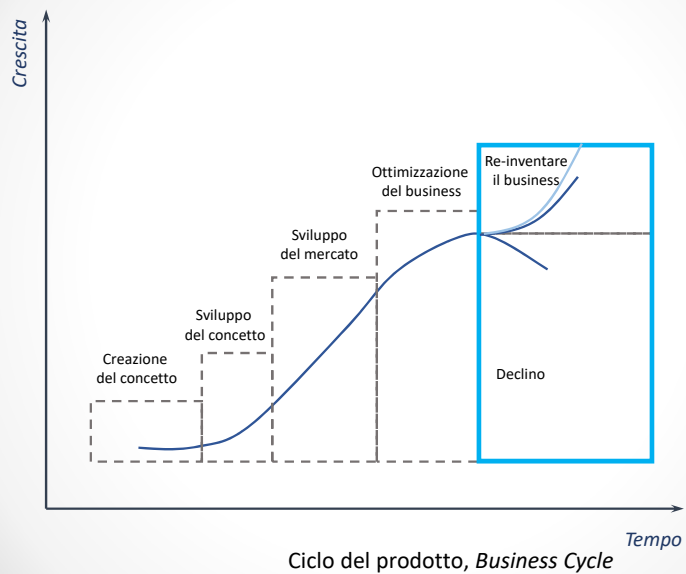 Crescita
Re-inventare
il business
Ottimizzazione
del business
Sviluppo
del mercato
Sviluppo
del concetto
Creazione
del concetto
Declino
Tempo
Ciclo del prodotto, Business Cycle